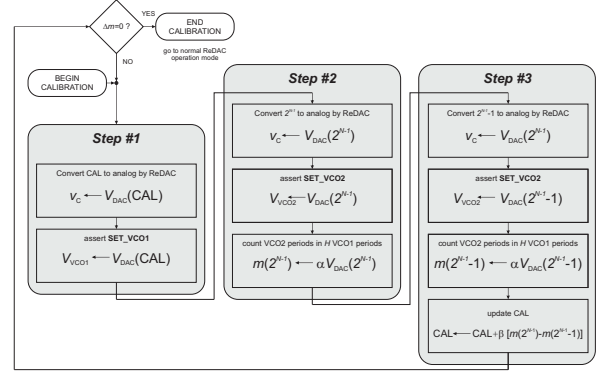 Δm=0 ?
YES
END
CALIBRATION
go to normal ReDAC
operation mode
NO
BEGIN
CALIBRATION
Step #1
Convert CAL to analog by ReDAC
v_C ← V_DAC(CAL)
assert SET_VCO1
V_VCO1 ← V_DAC(CAL)
Step #2
Convert 2^N-1 to analog by ReDAC
v_C ← V_DAC(2^N-1)
assert SET_VCO2
V_VCO2 ← V_DAC(2^N-1)
count VCO2 periods in H VCO1 periods
m(2^N-1) ← αV_DAC(2^N-1)
Step #3
Convert 2^N-1-1 to analog by ReDAC
v_C ← V_DAC(2^N-1)
assert SET_VCO2
V_VCO2 ← V_DAC(2^N-1-1)
count VCO2 periods in H VCO1 periods
m(2^N-1-1) ← αV_DAC(2^N-1-1)
update CAL
CAL ← CAL+β [m(2^N-1)-m(2^N-1-1)]